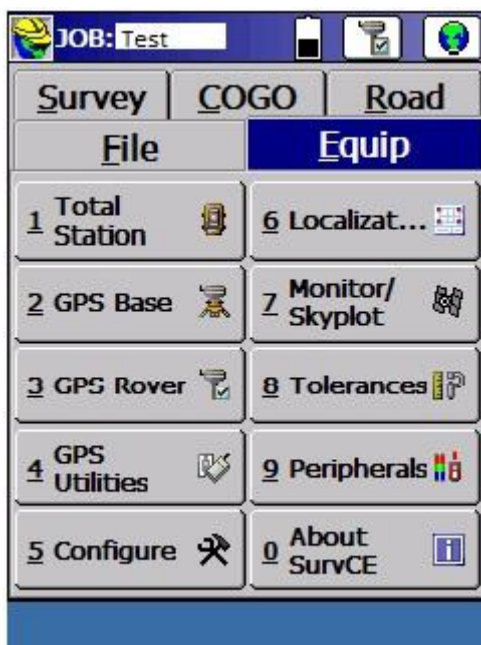 JOB: Test
Survey COGO Road
File Equip
1 Total Station
6 Localizat...
2 GPS Base
7 Monitor/ Skyplot
3 GPS Rover
8 Tolerances
4 GPS Utilities
9 Peripherals
5 Configure
0 About SurvCE